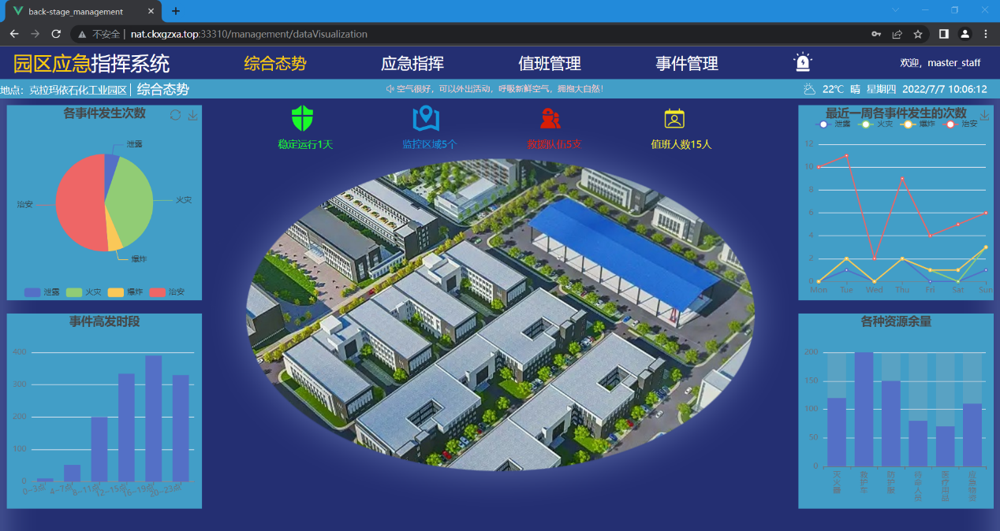 back-stage_management
不安全 | nat.ckxgzxa.top:33310/management/dataVisualization
园区应急指挥系统 综合态势 应急指挥 值班管理 事件管理 欢迎，master_staff
地点：克拉玛依石化工业园区 | 综合态势 空气很好，可以外出活动，呼吸新鲜空气，拥抱大自然！ 22℃ 晴 星期四 2022/7/7 10:06:12
各事件发生次数
泄露
火灾
治安
爆炸
泄露 火灾 爆炸 治安
稳定运行1天 监控区域5个 救援队伍5支 值班人数15人
最近一周各事件发生的次数
泄露 火灾 爆炸 治安
12
10
8
6
4
2
0
Mon Tue Wed Thu Fri Sat Sun
事件高发时段
400
300
200
100
0
0~3点 4~7点 8~11点 12~15点 16~19点 20~23点
各种资源余量
200
150
100
50
0
灭火器 救护车 防护服 待命人员 医疗用品 应急物资